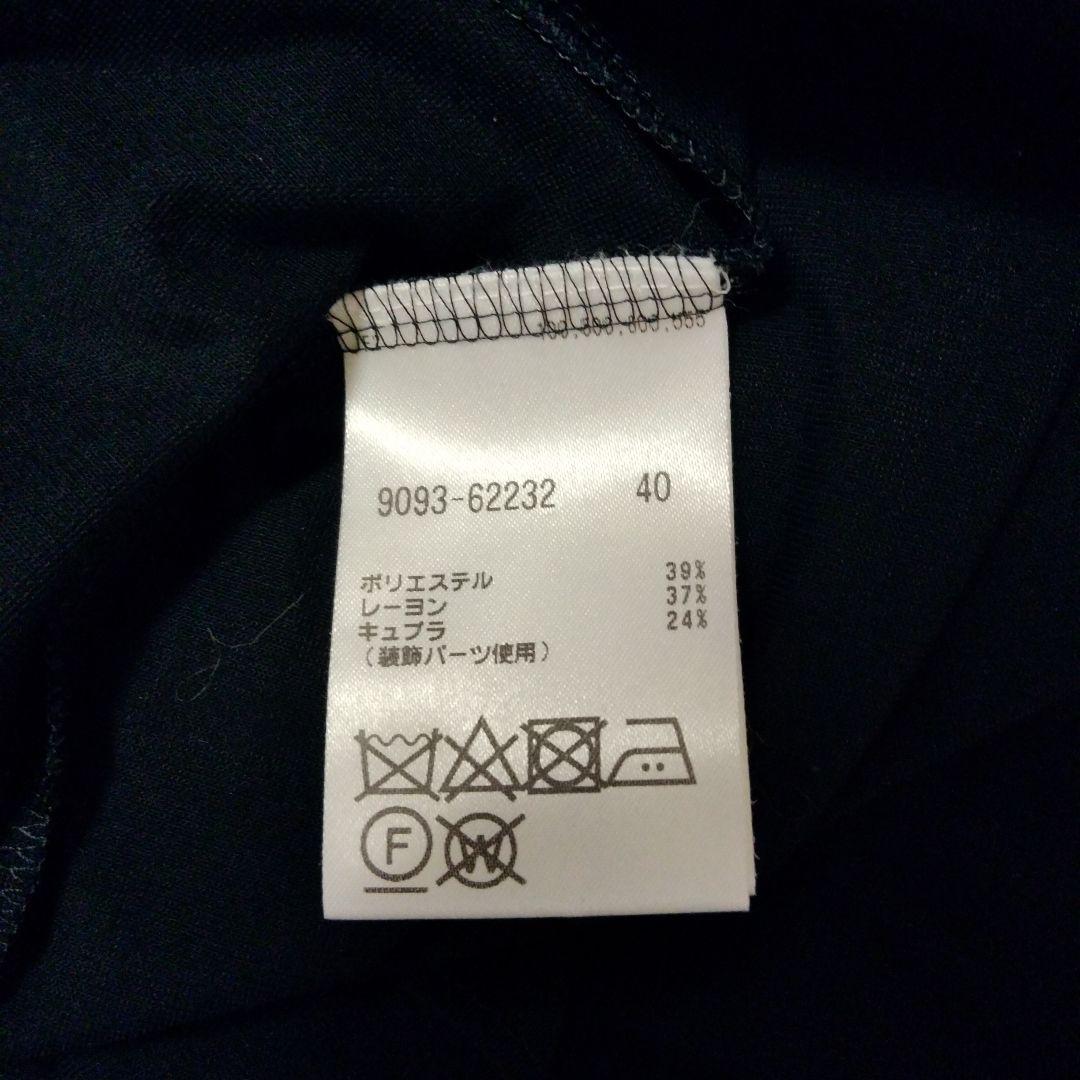 9093-62232 40
ポリエステル 39%
レーヨン 37%
キュプラ 24%
(装飾パーツ使用)
F W